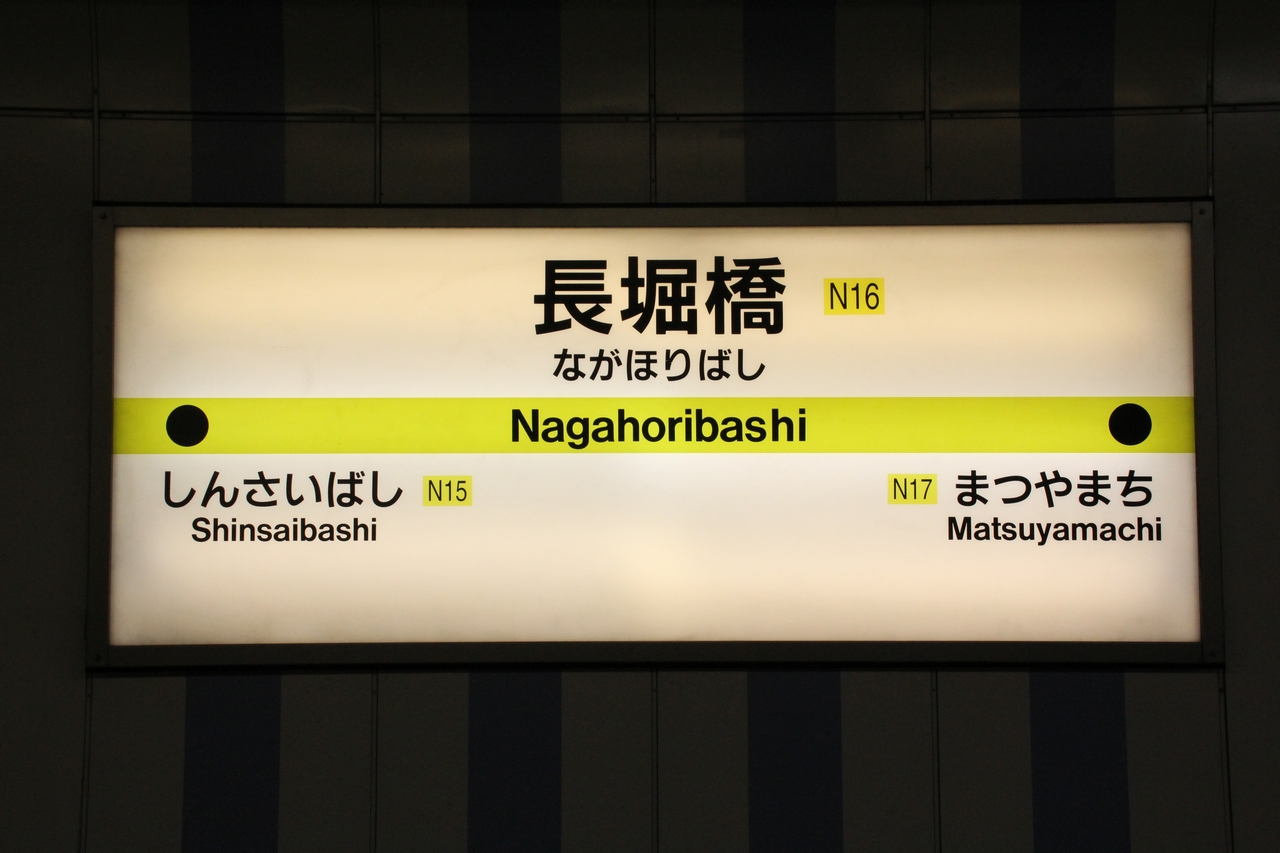 長堀橋 N16
ながほりばし
Nagahoribashi
しんさいばし N15
Shinsaibashi
N17 まつやまち
Matsuyamachi